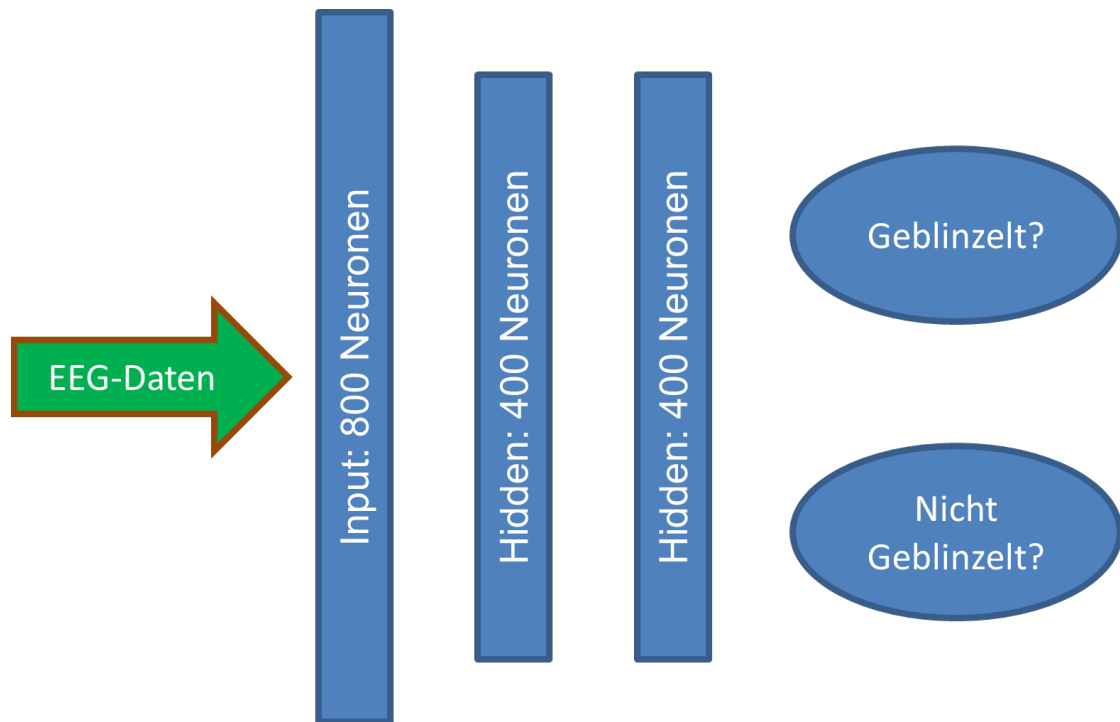 EEG-Daten
Input: 800 Neuronen
Hidden: 400 Neuronen
Hidden: 400 Neuronen
Geblinzelt?
Nicht
Geblinzelt?